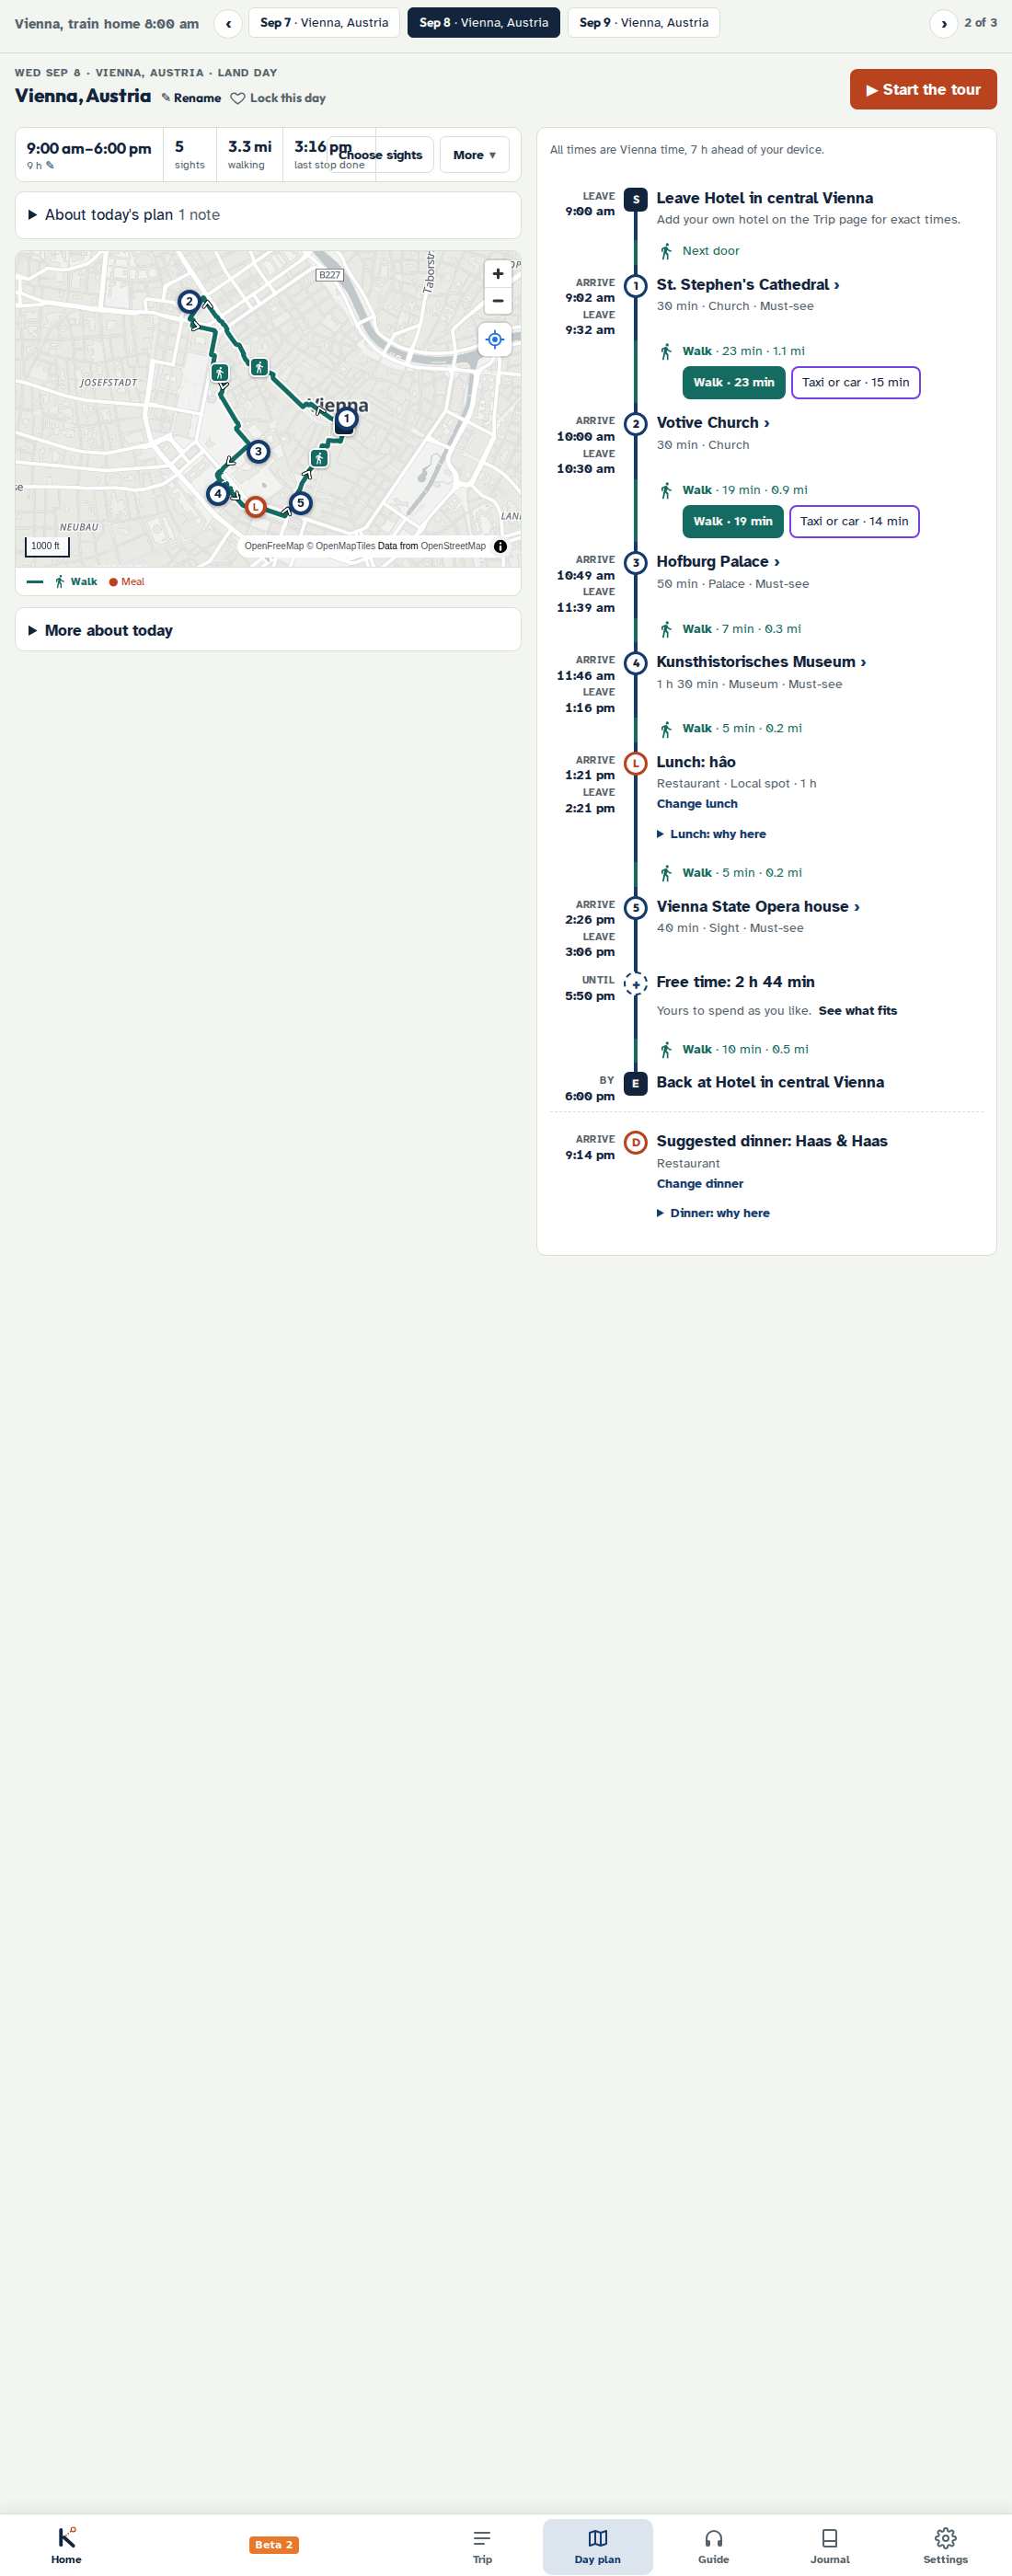 Vienna, train home 8:00 am
‹
Sep 7 · Vienna, Austria
Sep 8 · Vienna, Austria
Sep 9 · Vienna, Austria
›
2 of 3
WED SEP 8 · VIENNA, AUSTRIA · LAND DAY
Vienna, Austria ✎ Rename Lock this day
▶ Start the tour
9:00 am–6:00 pm
9 h ✎
5
sights
3.3 mi
walking
3:16 pm
last stop done
Choose sights
More ▾
▶ About today's plan 1 note
B227
Taborstr
JOSEFSTADT
Vienna
NEUBAU
2
1
3
4
L
5
+
−
1000 ft
OpenFreeMap © OpenMapTiles Data from OpenStreetMap
Walk
Meal
▶ More about today
All times are Vienna time, 7 h ahead of your device.
LEAVE
9:00 am
S
Leave Hotel in central Vienna
Add your own hotel on the Trip page for exact times.
Next door
ARRIVE
9:02 am
LEAVE
9:32 am
1
St. Stephen's Cathedral ›
30 min · Church · Must-see
Walk · 23 min · 1.1 mi
Walk · 23 min
Taxi or car · 15 min
ARRIVE
10:00 am
LEAVE
10:30 am
2
Votive Church ›
30 min · Church
Walk · 19 min · 0.9 mi
Walk · 19 min
Taxi or car · 14 min
ARRIVE
10:49 am
LEAVE
11:39 am
3
Hofburg Palace ›
50 min · Palace · Must-see
Walk · 7 min · 0.3 mi
ARRIVE
11:46 am
LEAVE
1:16 pm
4
Kunsthistorisches Museum ›
1 h 30 min · Museum · Must-see
Walk · 5 min · 0.2 mi
ARRIVE
1:21 pm
LEAVE
2:21 pm
L
Lunch: hâo
Restaurant · Local spot · 1 h
Change lunch
▶ Lunch: why here
Walk · 5 min · 0.2 mi
ARRIVE
2:26 pm
LEAVE
3:06 pm
5
Vienna State Opera house ›
40 min · Sight · Must-see
UNTIL
5:50 pm
+
Free time: 2 h 44 min
Yours to spend as you like. See what fits
Walk · 10 min · 0.5 mi
BY
6:00 pm
E
Back at Hotel in central Vienna
ARRIVE
9:14 pm
D
Suggested dinner: Haas & Haas
Restaurant
Change dinner
▶ Dinner: why here
Home
Beta 2
Trip
Day plan
Guide
Journal
Settings